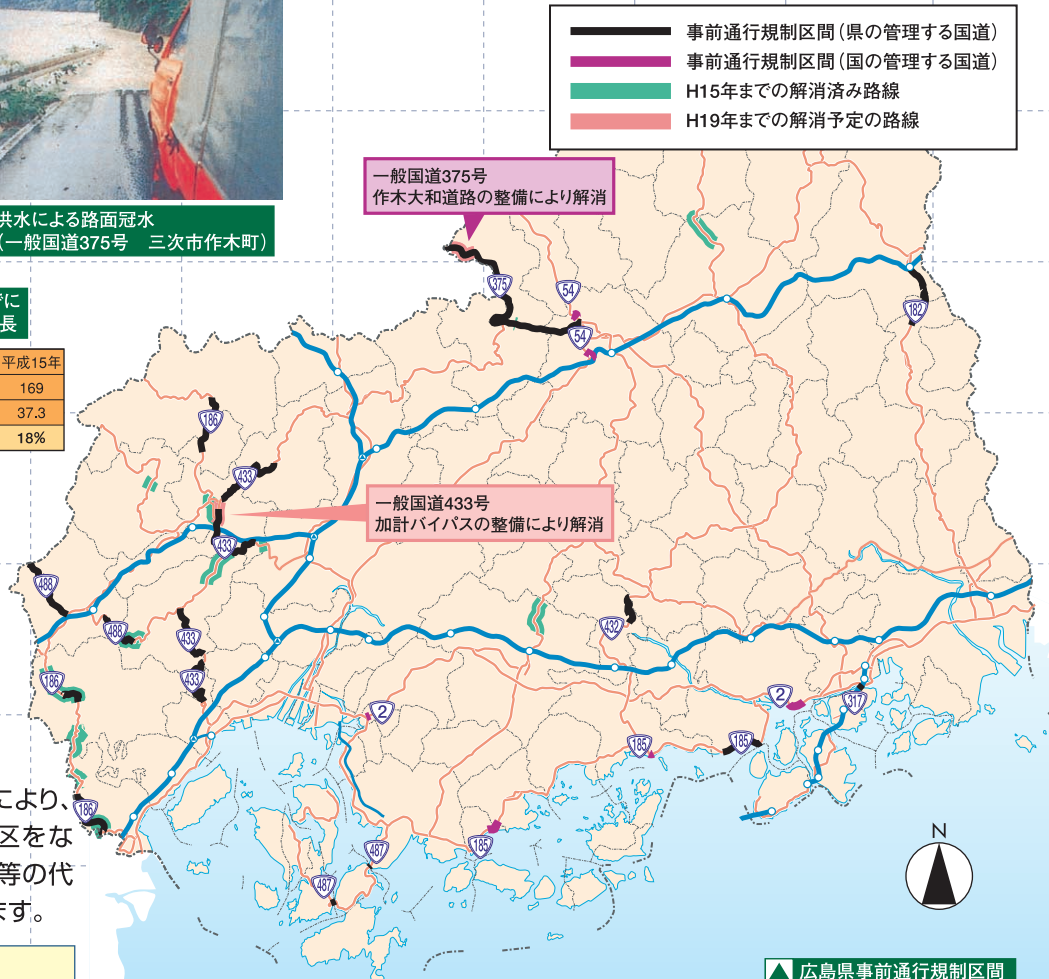 事前通行規制区間(県の管理する国道)
事前通行規制区間(国の管理する国道)
H15年までの解消済み路線
H19年までの解消予定の路線
一般国道375号
作木大和道路の整備により解消
洪水による路面冠水
(一般国道375号 三次市作木町)
でに
長
平成15年
169
37.3
18%
375
54
54
182
186
433
一般国道433号
加計バイパスの整備により解消
433
488
488
433
432
433
186
2
2
317
185
185
186
185
487
487
により、
区をな
等の代
ます。
N
広島県事前通行規制区間